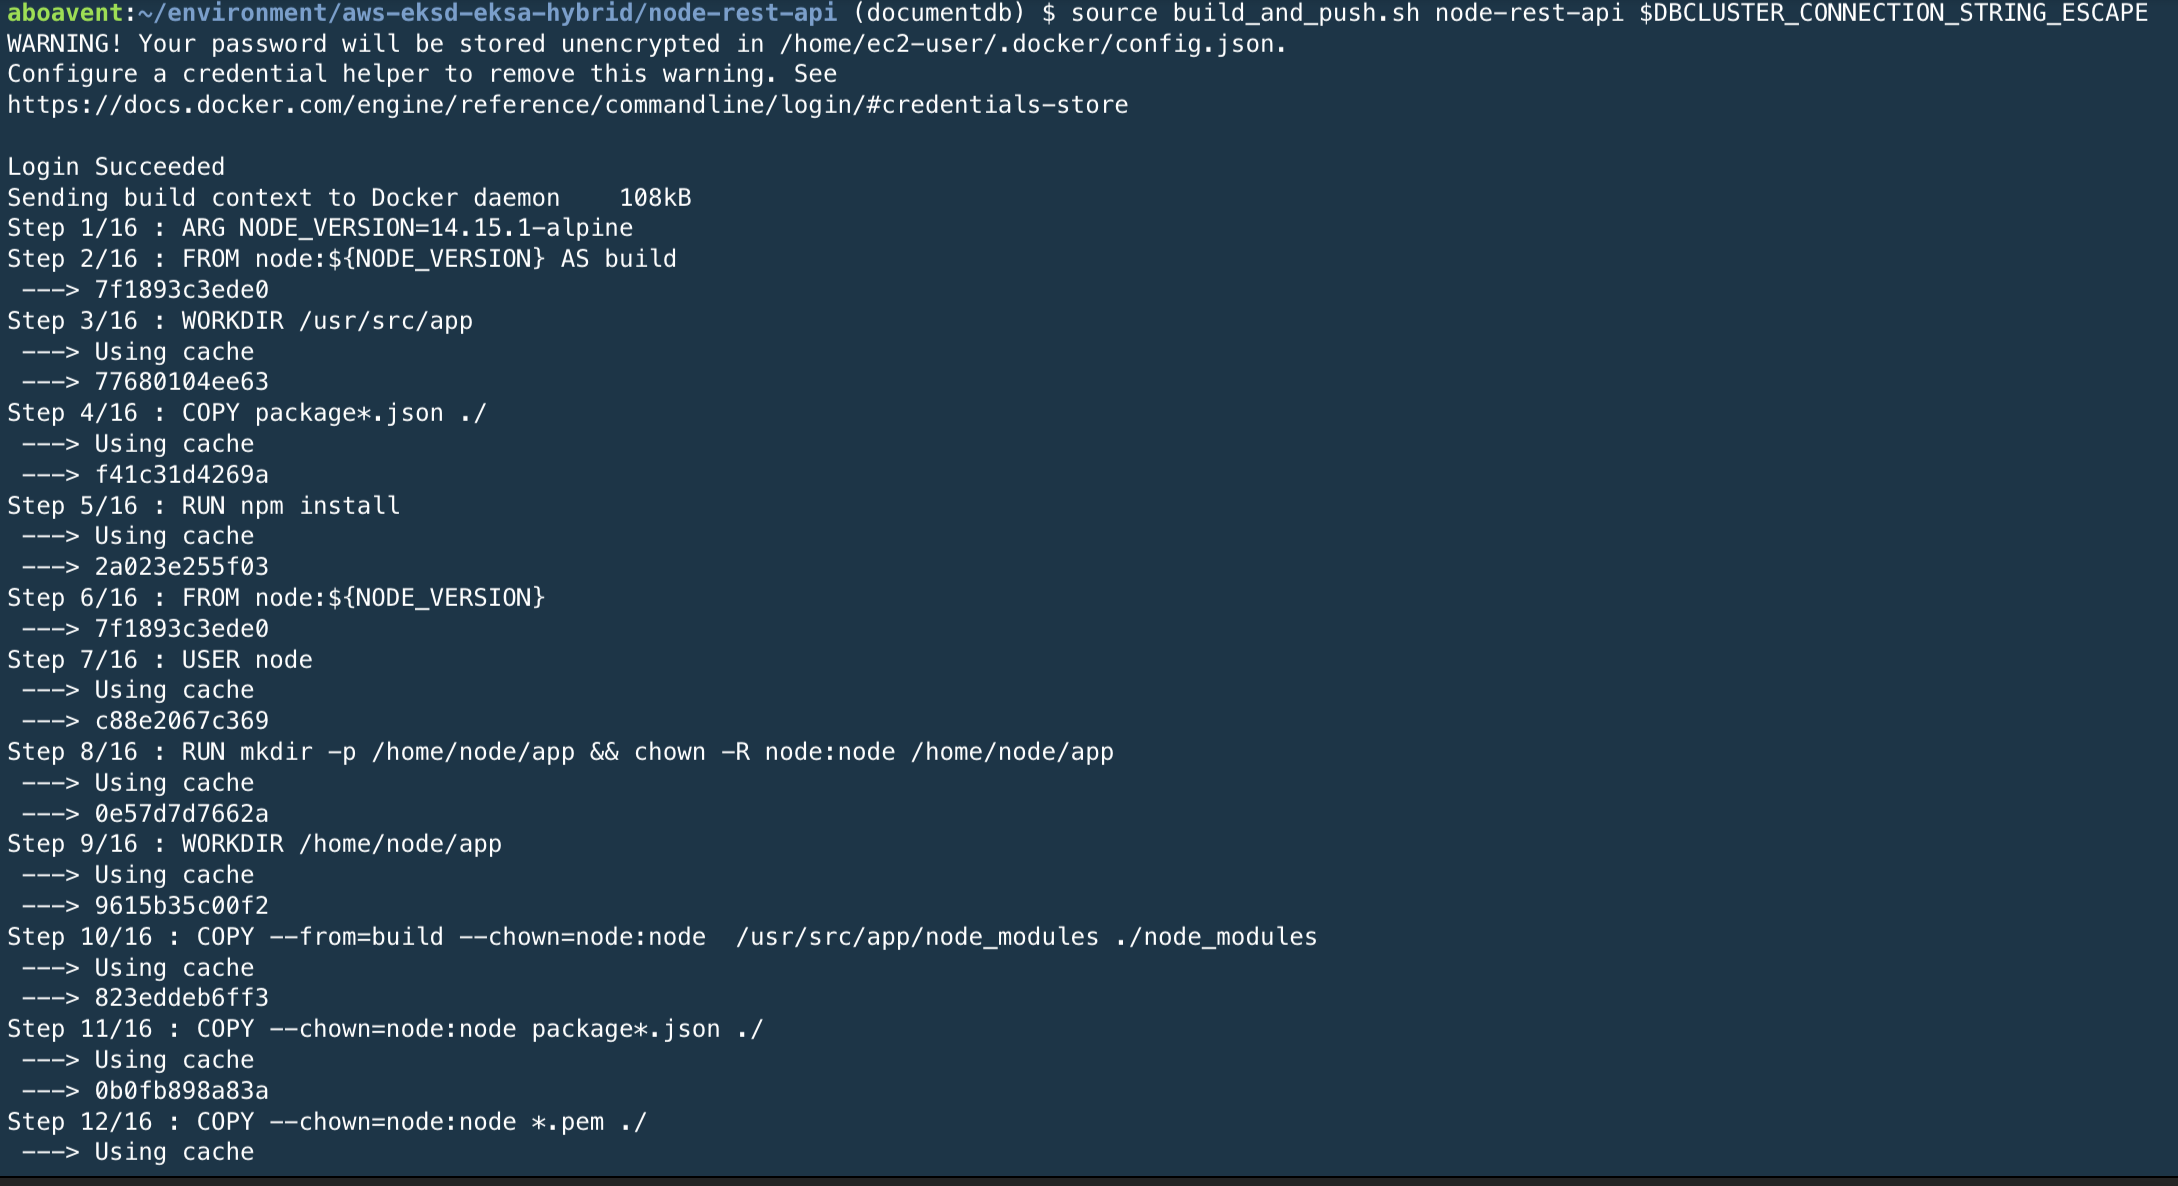 aboavent:~/environment/aws-eksd-eksa-hybrid/node-rest-api (documentdb) $ source build_and_push.sh node-rest-api $DBCLUSTER_CONNECTION_STRING_ESCAPE
WARNING! Your password will be stored unencrypted in /home/ec2-user/.docker/config.json.
Configure a credential helper to remove this warning. See
https://docs.docker.com/engine/reference/commandline/login/#credentials-store

Login Succeeded
Sending build context to Docker daemon    108kB
Step 1/16 : ARG NODE_VERSION=14.15.1-alpine
Step 2/16 : FROM node:${NODE_VERSION} AS build
 ---> 7f1893c3ede0
Step 3/16 : WORKDIR /usr/src/app
 ---> Using cache
 ---> 77680104ee63
Step 4/16 : COPY package*.json ./
 ---> Using cache
 ---> f41c31d4269a
Step 5/16 : RUN npm install
 ---> Using cache
 ---> 2a023e255f03
Step 6/16 : FROM node:${NODE_VERSION}
 ---> 7f1893c3ede0
Step 7/16 : USER node
 ---> Using cache
 ---> c88e2067c369
Step 8/16 : RUN mkdir -p /home/node/app && chown -R node:node /home/node/app
 ---> Using cache
 ---> 0e57d7d7662a
Step 9/16 : WORKDIR /home/node/app
 ---> Using cache
 ---> 9615b35c00f2
Step 10/16 : COPY --from=build --chown=node:node  /usr/src/app/node_modules ./node_modules
 ---> Using cache
 ---> 823eddeb6ff3
Step 11/16 : COPY --chown=node:node package*.json ./
 ---> Using cache
 ---> 0b0fb898a83a
Step 12/16 : COPY --chown=node:node *.pem ./
 ---> Using cache